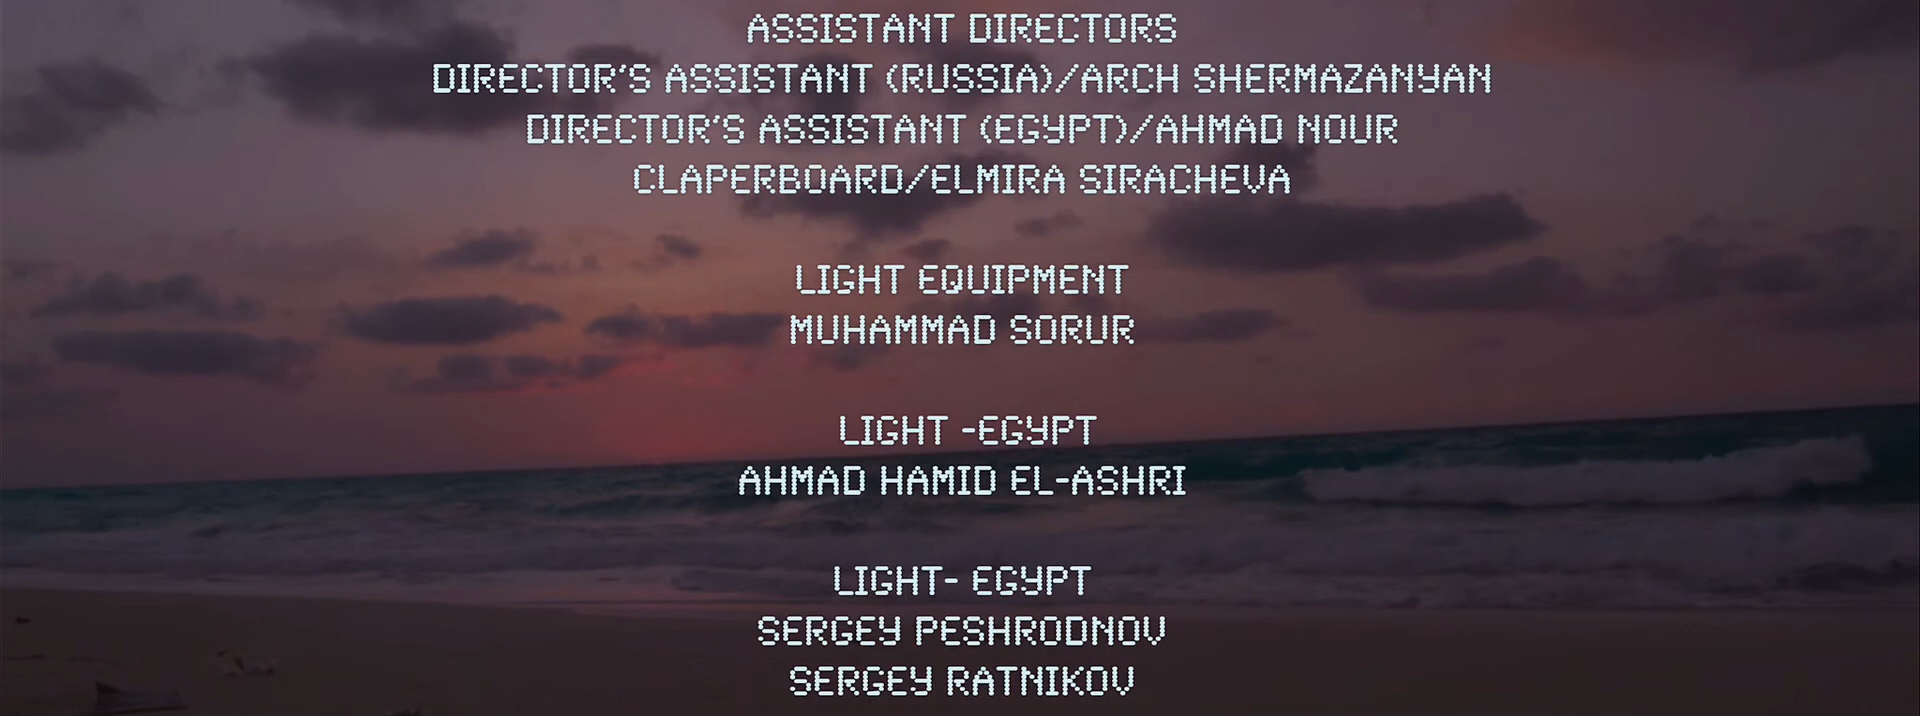 ASSISTANT DIRECTORS
DIRECTOR'S ASSISTANT (RUSSIA)/ARCH SHERMAZANYAN
DIRECTOR'S ASSISTANT (EGYPT)/AHMAD NOUR
CLAPERBOARD/ELMIRA SIRACHEVA
LIGHT EQUIPMENT
MUHAMMAD SORUR
LIGHT -EGYPT
AHMAD HAMID EL-ASHRI
LIGHT- EGYPT
SERGEY PESHRODNOV
SERGEY RATNIKOV